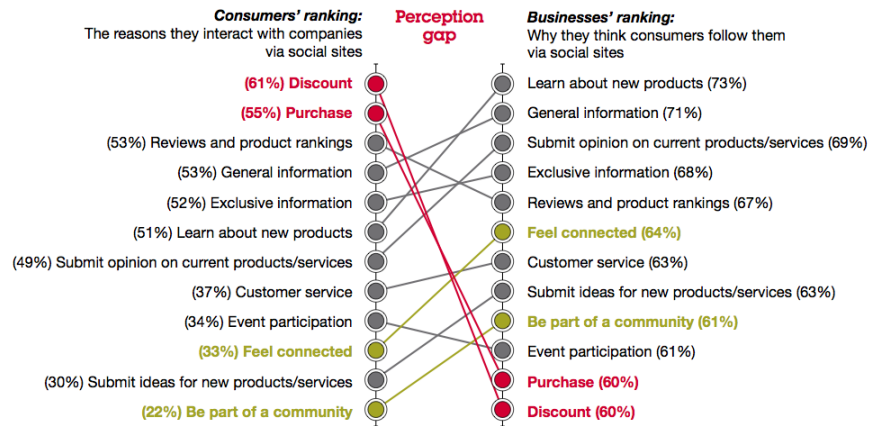 Consumers’ ranking:
The reasons they interact with companies
via social sites
Perception
gap
Businesses’ ranking:
Why they think consumers follow them
via social sites
(61%) Discount
Learn about new products (73%)
(55%) Purchase
General information (71%)
(53%) Reviews and product rankings
Submit opinion on current products/services (69%)
(53%) General information
Exclusive information (68%)
(52%) Exclusive information
Reviews and product rankings (67%)
(51%) Learn about new products
Feel connected (64%)
(49%) Submit opinion on current products/services
Customer service (63%)
(37%) Customer service
Submit ideas for new products/services (63%)
(34%) Event participation
Be part of a community (61%)
(33%) Feel connected
Event participation (61%)
(30%) Submit ideas for new products/services
Purchase (60%)
(22%) Be part of a community
Discount (60%)